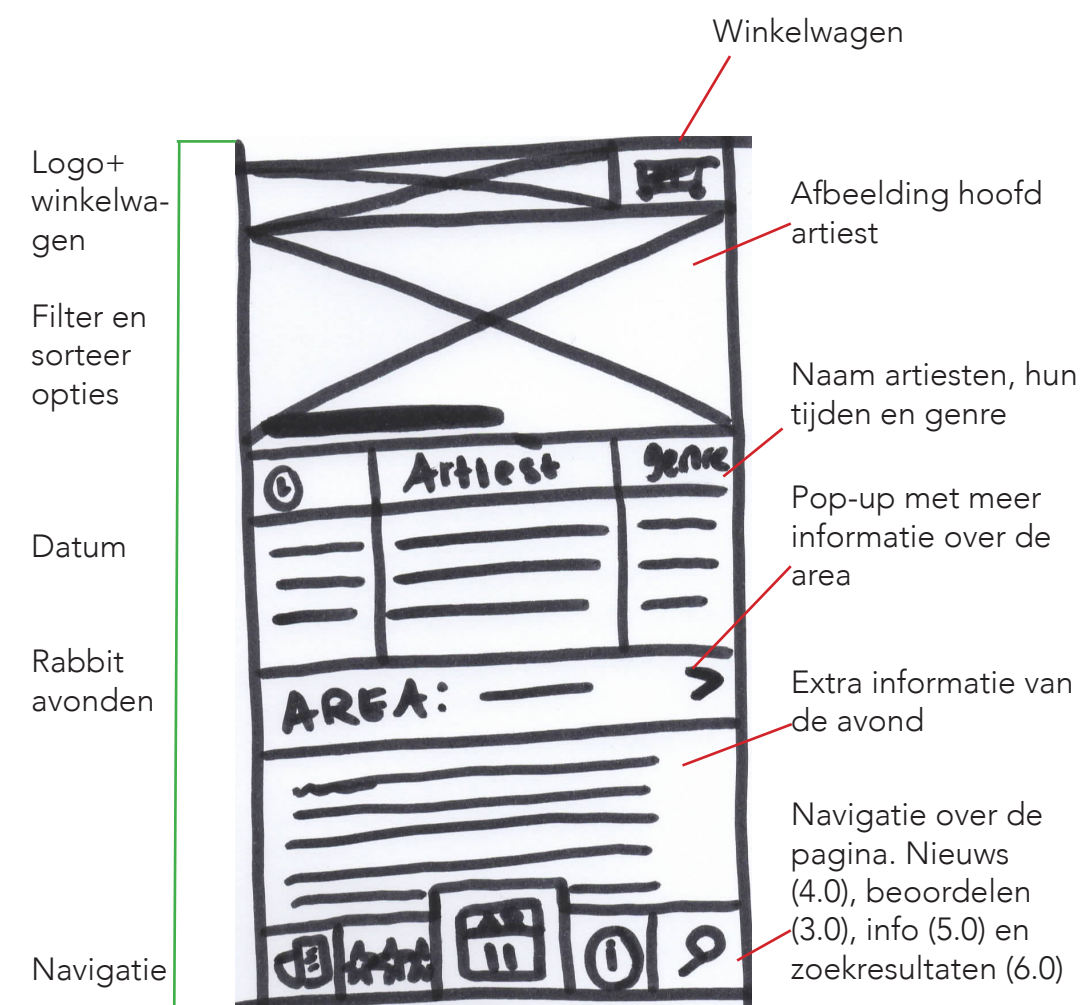 Winkelwagen
Logo+
winkelwa-
gen
Afbeelding hoofd
artiest
Filter en
sorteer
opties
Naam artiesten, hun
tijden en genre
Artiest
genre
Pop-up met meer
informatie over de
area
Datum
Rabbit
avonden
AREA:
Extra informatie van
de avond
Navigatie over de
pagina. Nieuws
(4.0), beoordelen
(3.0), info (5.0) en
zoekresultaten (6.0)
Navigatie
i